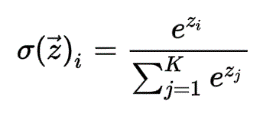 σ(z⃗)ᵢ = e^{zᵢ} / ∑_{j=1}^{K} e^{zⱼ}